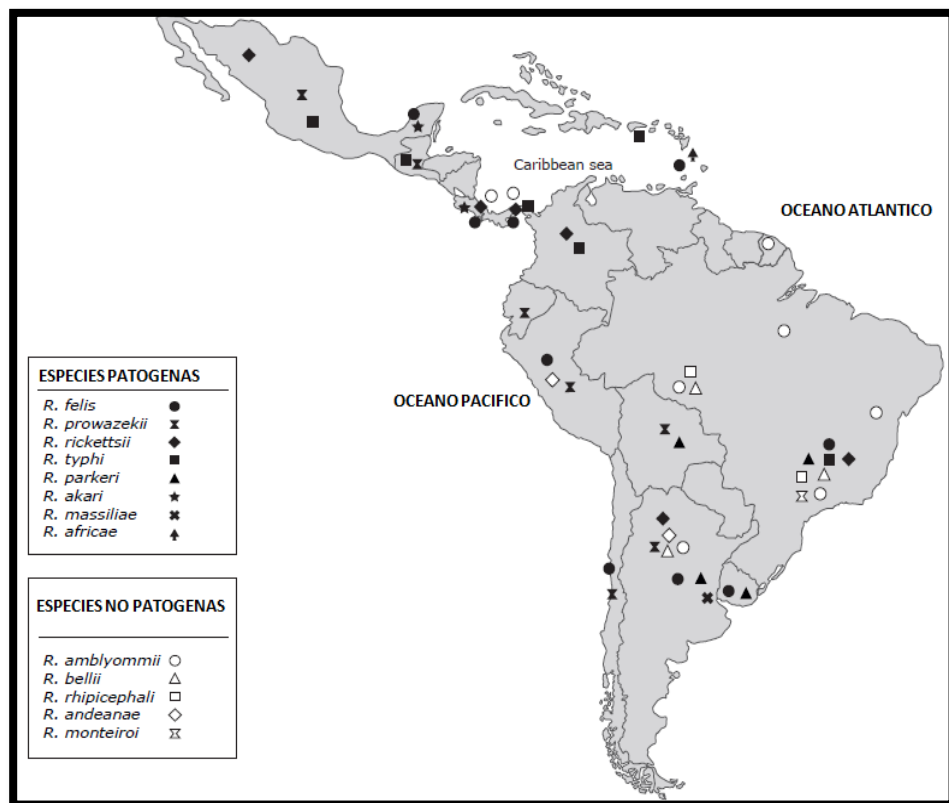 Caribbean sea
OCEANO ATLANTICO
OCEANO PACIFICO
ESPECIES PATOGENAS
R. felis
R. prowazekii
R. rickettsii
R. typhi
R. parkeri
R. akari
R. massiliae
R. africae
ESPECIES NO PATOGENAS
R. amblyommii
R. bellii
R. rhipicephali
R. andeanae
R. monteiroi